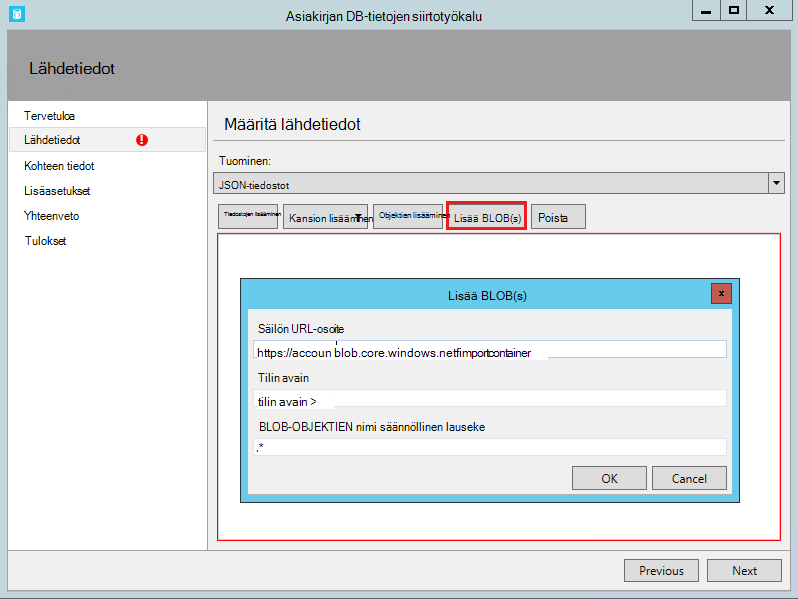 Asiakirjan DB-tietojen siirtotyökalu
Lähdetiedot
Tervetuloa
Lähdetiedot
Kohteen tiedot
Lisäasetukset
Yhteenveto
Tulokset
Määritä lähdetiedot
Tuominen:
JSON-tiedostot
Tiedostojen lisääminen Kansion lisääminen Objektien lisääminen Lisää BLOB(s) Poista
Lisää BLOB(s)
Säilön URL-osoite
https://accoun blob.core.windows.netfimportcontainer
Tilin avain
tilin avain >
BLOB-OBJEKTIEN nimi säännöllinen lauseke
.*
OK Cancel
Previous Next